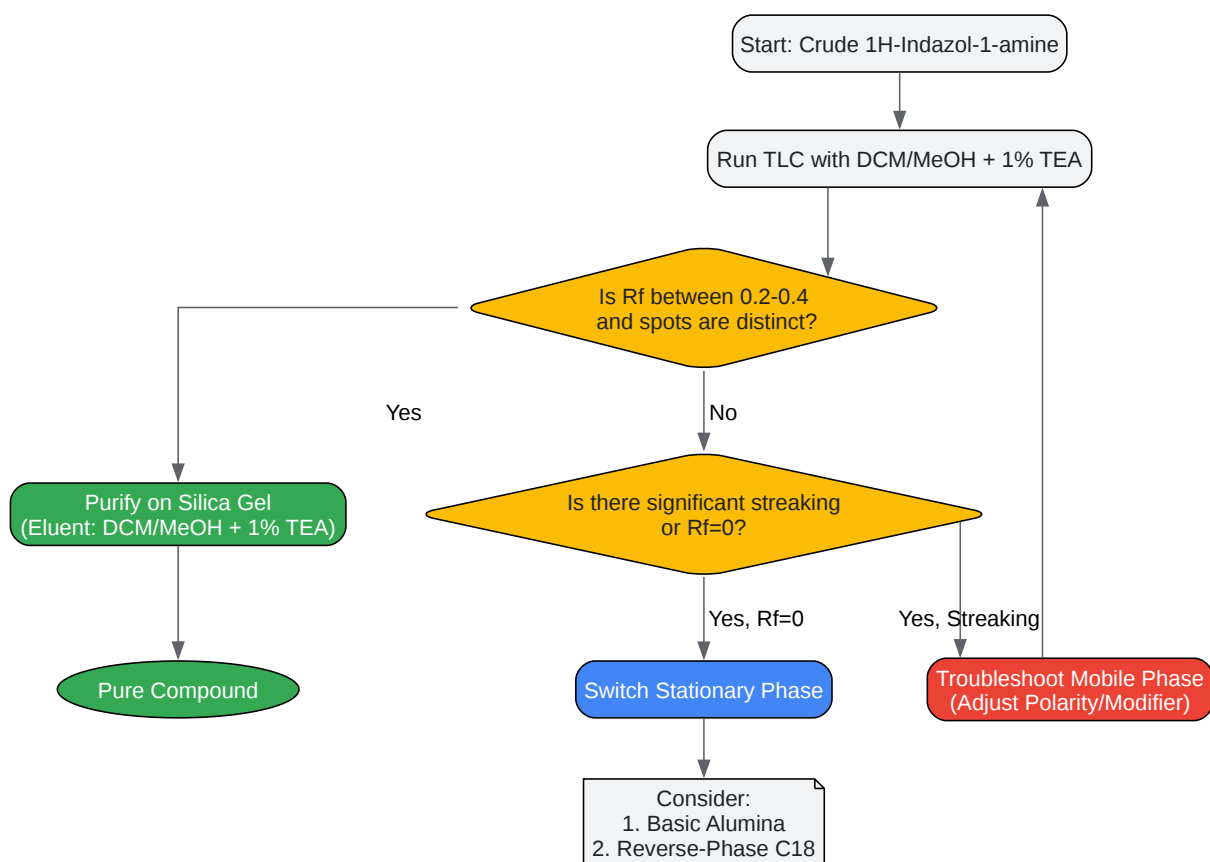 Start: Crude 1H-Indazol-1-amine
Run TLC with DCM/MeOH + 1% TEA
Is Rf between 0.2-0.4
and spots are distinct?
Yes
No
Purify on Silica Gel
(Eluent: DCM/MeOH + 1% TEA)
Is there significant streaking
or Rf=0?
Yes, Rf=0
Yes, Streaking
Pure Compound
Switch Stationary Phase
Troubleshoot Mobile Phase
(Adjust Polarity/Modifier)
Consider:
1. Basic Alumina
2. Reverse-Phase C18